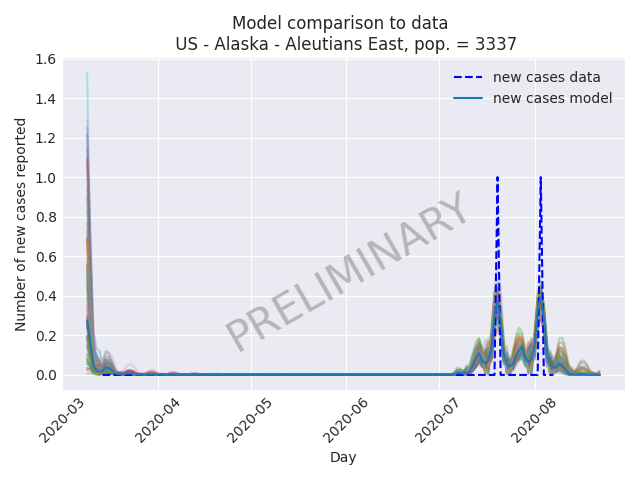 Model comparison to data
US - Alaska - Aleutians East, pop. = 3337
new cases data
new cases model
Number of new cases reported
1.6
1.4
1.2
1.0
0.8
0.6
0.4
0.2
0.0
PRELIMINARY
2020-03
2020-04
2020-05
2020-06
2020-07
2020-08
Day